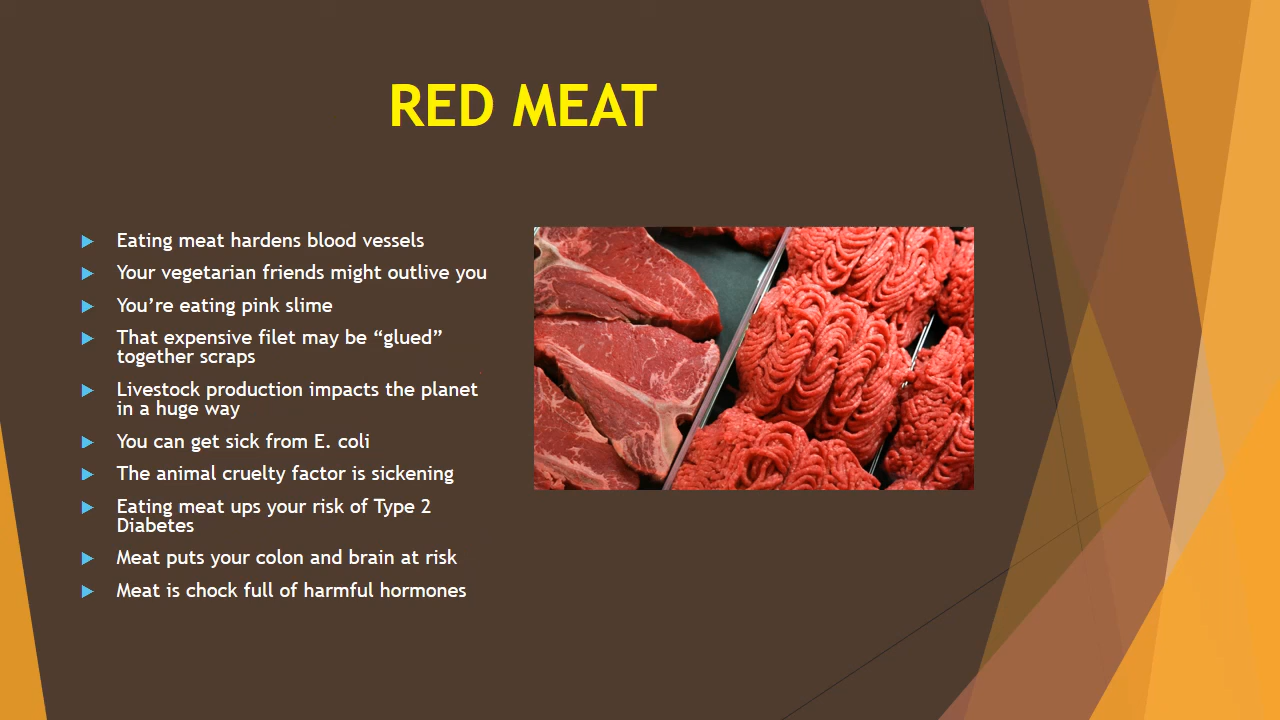 RED MEAT
Eating meat hardens blood vessels
Your vegetarian friends might outlive you
You’re eating pink slime
That expensive filet may be “glued”
together scraps
Livestock production impacts the planet
in a huge way
You can get sick from E. coli
The animal cruelty factor is sickening
Eating meat ups your risk of Type 2
Diabetes
Meat puts your colon and brain at risk
Meat is chock full of harmful hormones